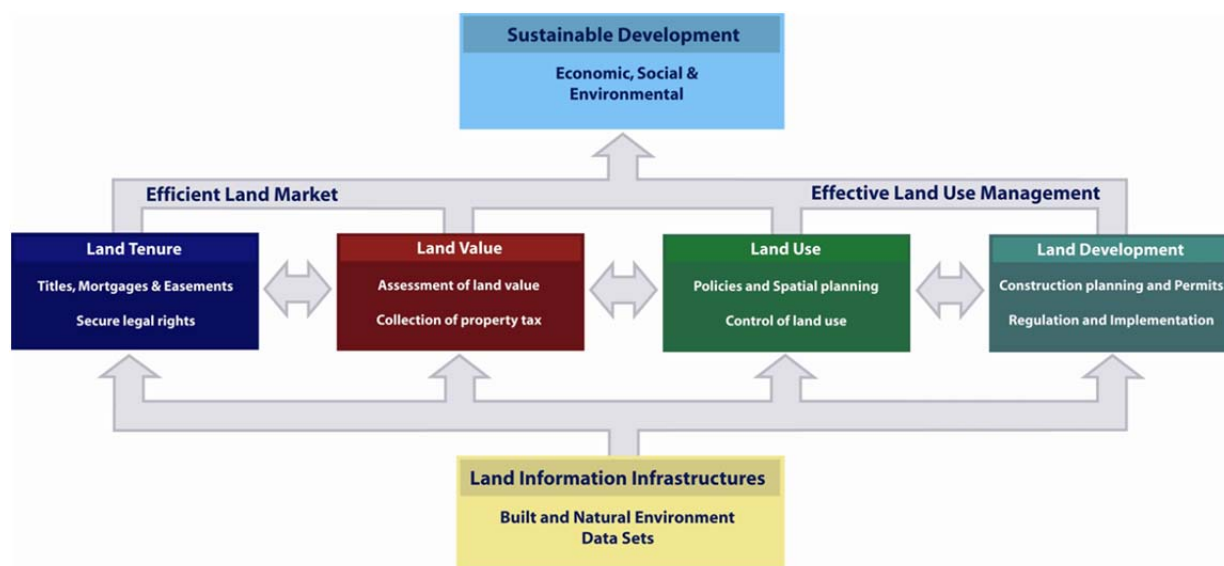 Sustainable Development
Economic, Social &
Environmental
Efficient Land Market
Effective Land Use Management
Land Tenure
Titles, Mortgages & Easements
Secure legal rights
Land Value
Assessment of land value
Collection of property tax
Land Use
Policies and Spatial planning
Control of land use
Land Development
Construction planning and Permits
Regulation and Implementation
Land Information Infrastructures
Built and Natural Environment
Data Sets